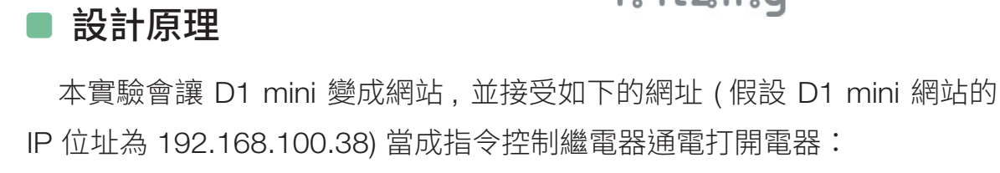 設計原理
本實驗會讓 D1 mini 變成網站 , 並接受如下的網址 ( 假設 D1 mini 網站的
IP 位址為 192.168.100.38) 當成指令控制繼電器通電打開電器：